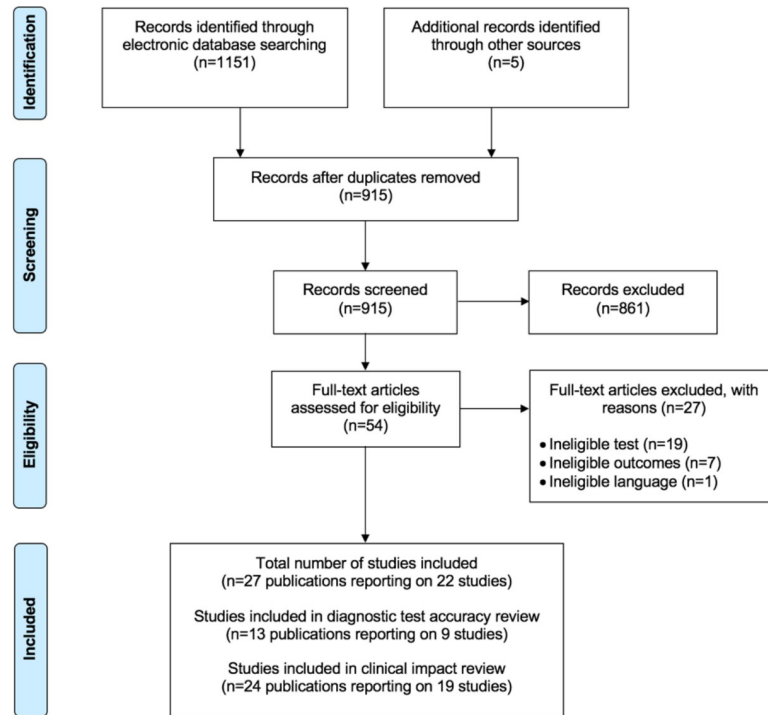 Identification
Records identified through
electronic database searching
(n=1151)
Additional records identified
through other sources
(n=5)
Screening
Records after duplicates removed
(n=915)
Records screened
(n=915)
Records excluded
(n=861)
Eligibility
Full-text articles
assessed for eligibility
(n=54)
Full-text articles excluded, with
reasons (n=27)
• Ineligible test (n=19)
• Ineligible outcomes (n=7)
• Ineligible language (n=1)
Included
Total number of studies included
(n=27 publications reporting on 22 studies)
Studies included in diagnostic test accuracy review
(n=13 publications reporting on 9 studies)
Studies included in clinical impact review
(n=24 publications reporting on 19 studies)